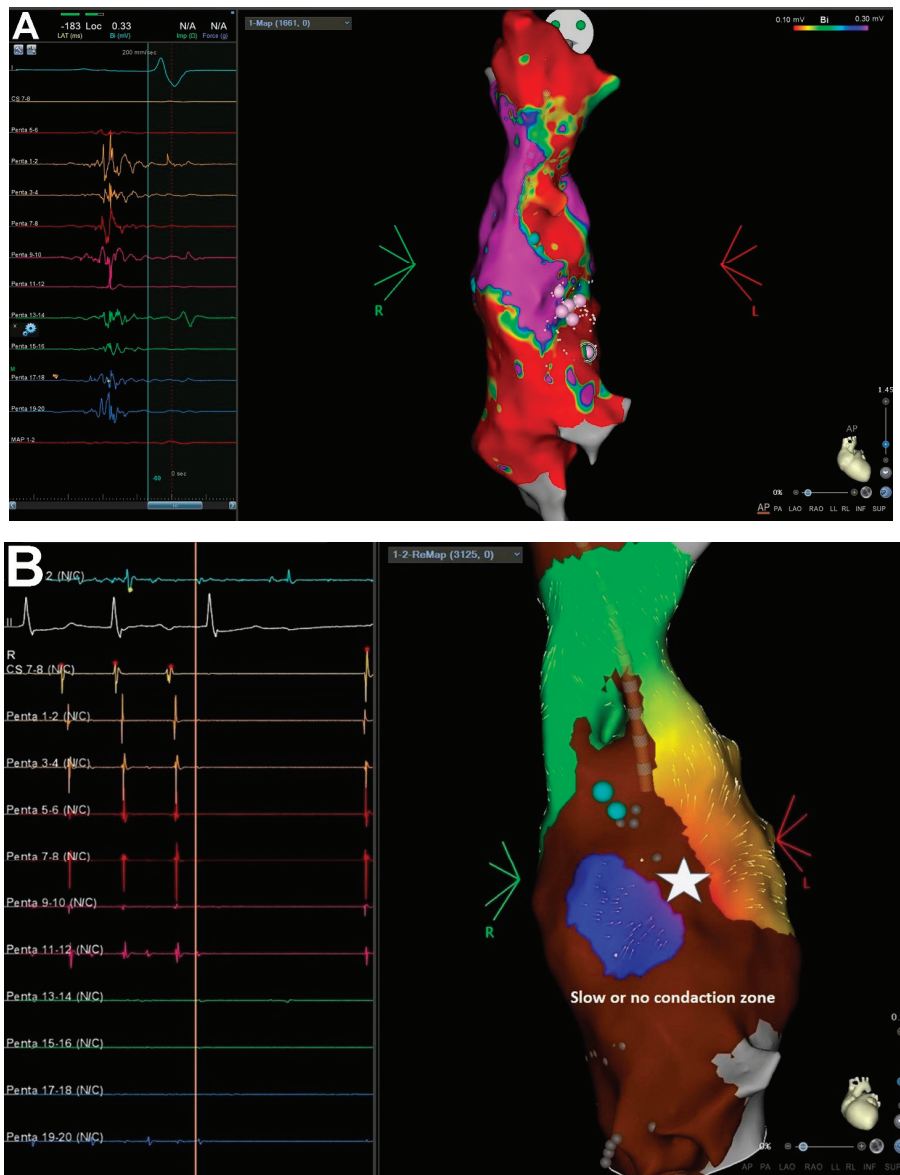 A
-183 Loc 0.33 N/A N/A
LAT (ms) Bi (mV) Imp (Ω) Force (g)
200 mm/sec
I
CS 7-8
Penta 5-6
Penta 1-2
Penta 3-4
Penta 7-8
Penta 9-10
Penta 11-12
Penta 13-14
Penta 15-16
M
Penta 17-18
Penta 19-20
MAP 1-2
0 sec
-69
1-Map (1661, 0)
0.10 mV Bi 0.30 mV
R
L
1.45
AP
0%
AP PA LAO RAO LL RL INF SUP
B
2 (N/C)
II
R
CS 7-8 (N/C)
Penta 1-2 (N/C)
Penta 3-4 (N/C)
Penta 5-6 (N/C)
Penta 7-8 (N/C)
Penta 9-10 (N/C)
Penta 11-12 (N/C)
Penta 13-14 (N/C)
Penta 15-16 (N/C)
Penta 17-18 (N/C)
Penta 19-20 (N/C)
1-2-ReMap (3125, 0)
R
L
Slow or no condaction zone
0.
0%
AP PA LAO RAO LL RL INF SUP